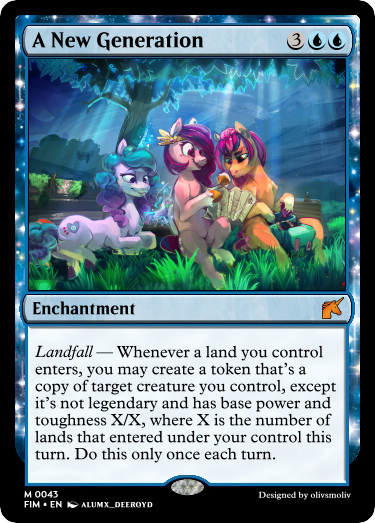 A New Generation 3
Enchantment
Landfall — Whenever a land you control
enters, you may create a token that's a
copy of target creature you control, except
it's not legendary and has base power and
toughness X/X, where X is the number of
lands that entered under your control this
turn. Do this only once each turn.
M 0043
FIM • EN ALUMX_DEEROYD
Designed by olivsmoliv